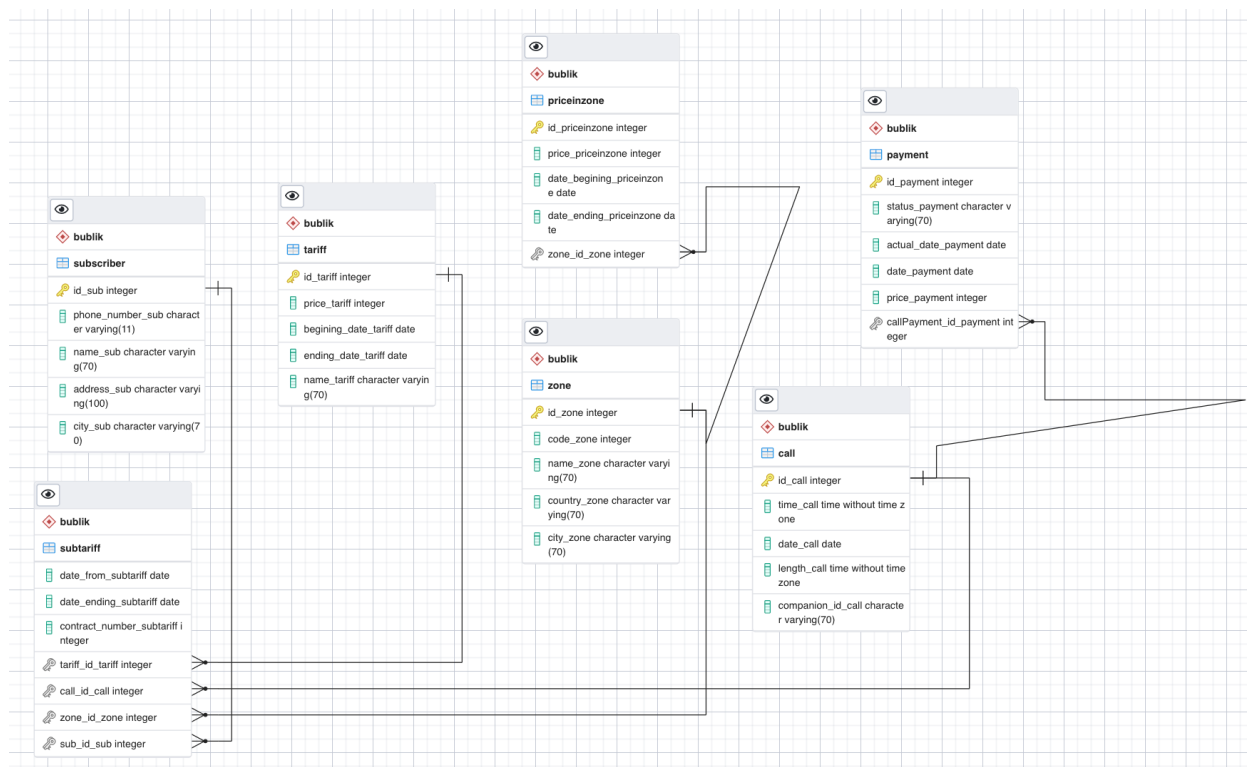 bublik
priceinzone
id_priceinzone integer
price_priceinzone integer
date_begining_priceinzon
e date
date_ending_priceinzone da
te
zone_id_zone integer
bublik
payment
id_payment integer
status_payment character v
arying(70)
actual_date_payment date
date_payment date
price_payment integer
callPayment_id_payment int
eger
bublik
subscriber
id_sub integer
phone_number_sub charact
er varying(11)
name_sub character varyin
g(70)
address_sub character varyi
ng(100)
city_sub character varying(7
0)
bublik
tariff
id_tariff integer
price_tariff integer
begining_date_tariff date
ending_date_tariff date
name_tariff character varyin
g(70)
bublik
zone
id_zone integer
code_zone integer
name_zone character varyi
ng(70)
country_zone character var
ying(70)
city_zone character varying
(70)
bublik
call
id_call integer
time_call time without time z
one
date_call date
length_call time without time
zone
companion_id_call characte
r varying(70)
bublik
subtariff
date_from_subtariff date
date_ending_subtariff date
contract_number_subtariff i
nteger
tariff_id_tariff integer
call_id_call integer
zone_id_zone integer
sub_id_sub integer